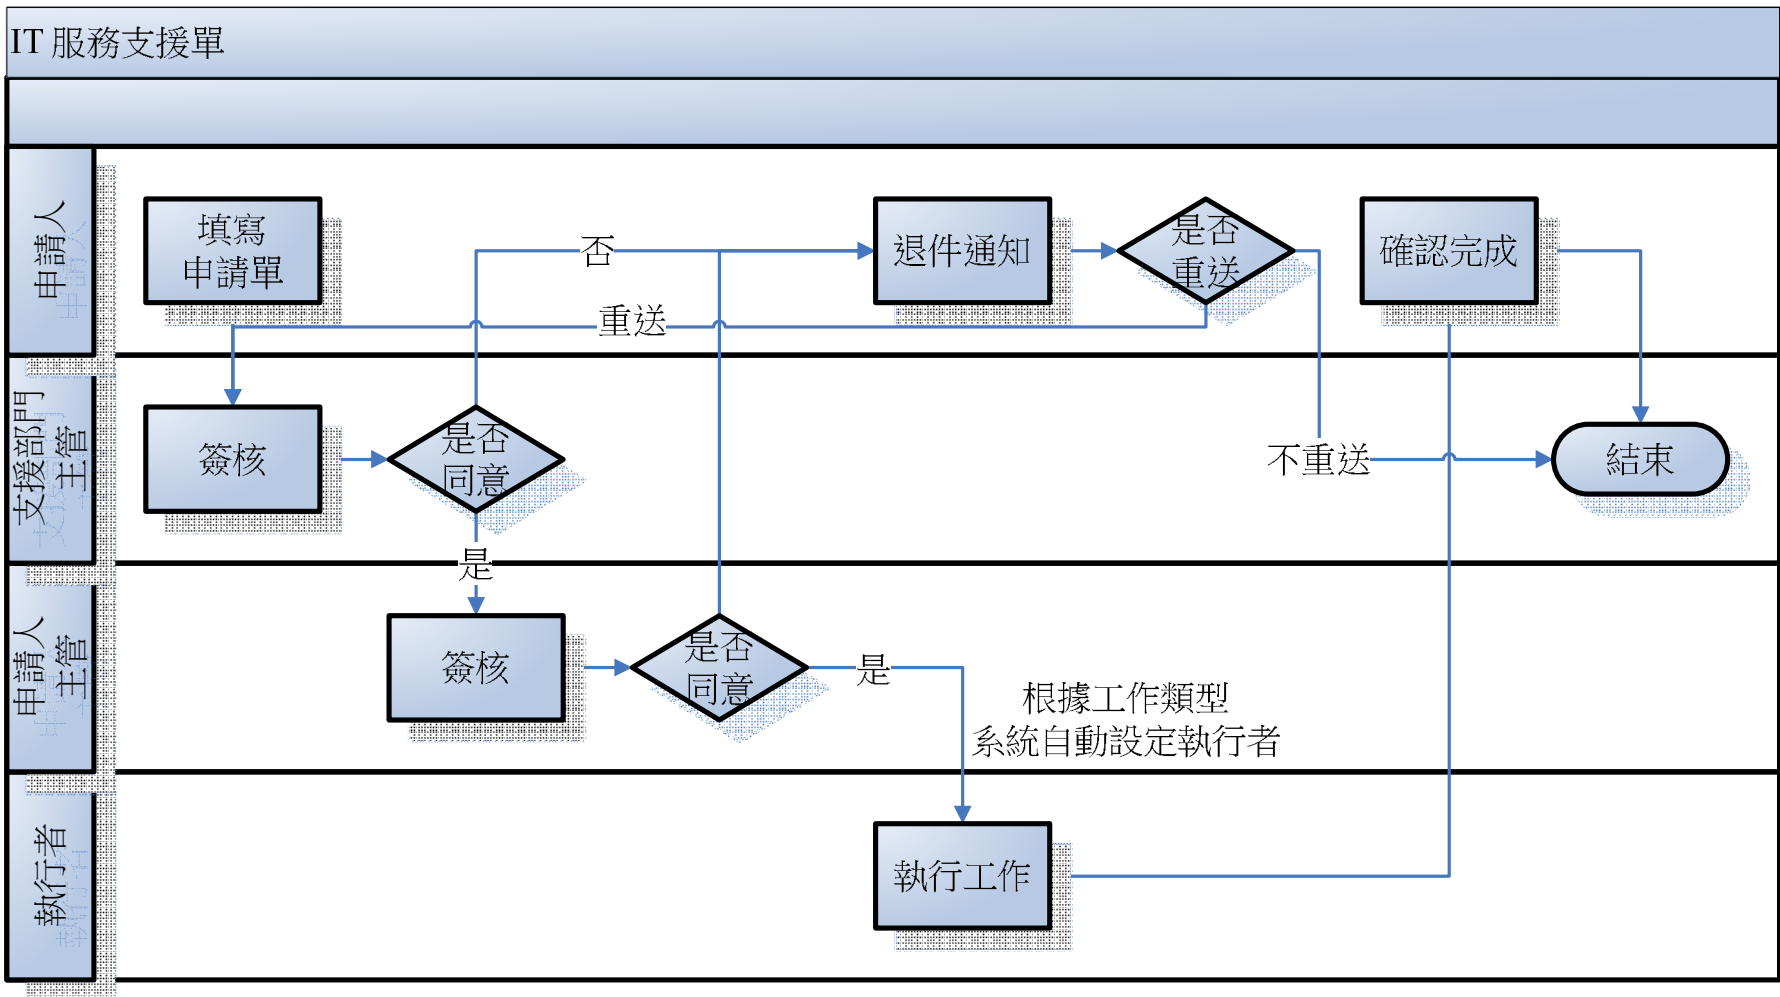 IT 服務支援單
申請人
填寫
申請單
否
退件通知
是否
重送
確認完成
重送
支援部門
主管
簽核
是否
同意
不重送
結束
是
申請人
主管
簽核
是否
同意
是
根據工作類型
系統自動設定執行者
執行者
執行工作